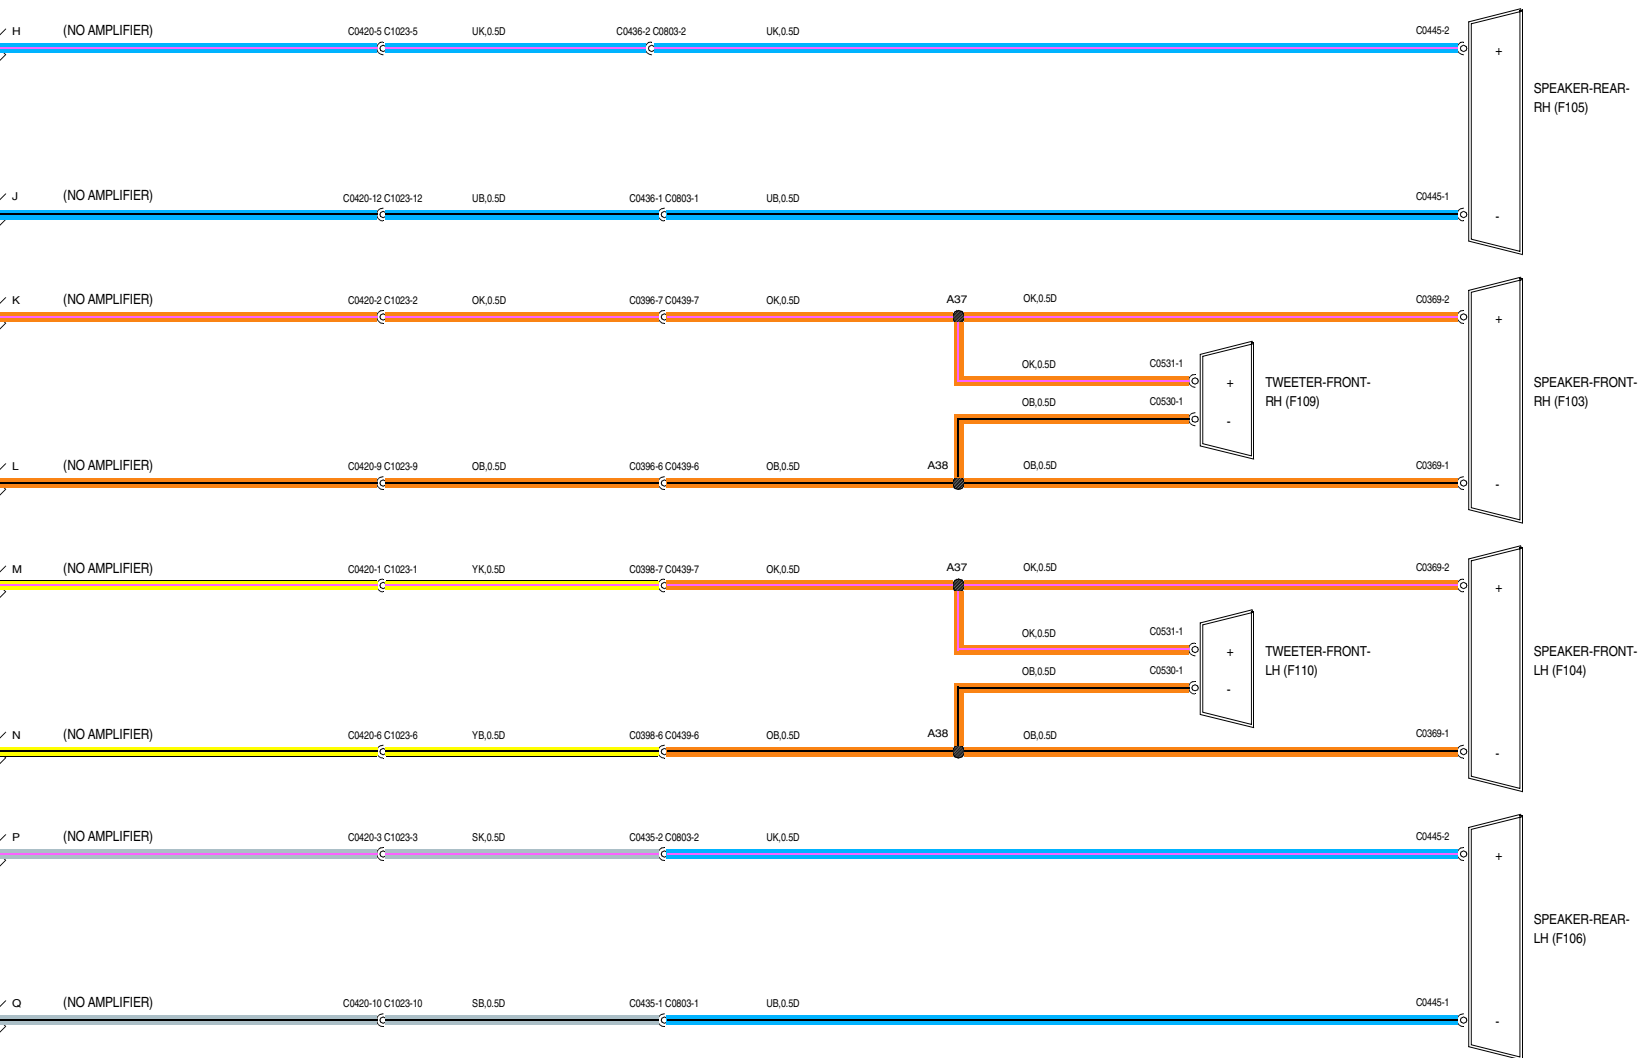 H (NO AMPLIFIER) C0420-5 C1023-5 UK,0.5D C0436-2 C0803-2 UK,0.5D C0445-2
+
SPEAKER-REAR-
RH (F105)
J (NO AMPLIFIER) C0420-12 C1023-12 UB,0.5D C0436-1 C0803-1 UB,0.5D C0445-1
-
K (NO AMPLIFIER) C0420-2 C1023-2 OK,0.5D C0396-7 C0439-7 OK,0.5D A37 OK,0.5D C0369-2
+
OK,0.5D C0531-1
+
TWEETER-FRONT-
RH (F109)
SPEAKER-FRONT-
RH (F103)
OB,0.5D C0530-1
-
L (NO AMPLIFIER) C0420-9 C1023-9 OB,0.5D C0396-6 C0439-6 OB,0.5D A38 OB,0.5D C0369-1
-
M (NO AMPLIFIER) C0420-1 C1023-1 YK,0.5D C0398-7 C0439-7 OK,0.5D A37 OK,0.5D C0369-2
+
OK,0.5D C0531-1
+
TWEETER-FRONT-
LH (F110)
SPEAKER-FRONT-
LH (F104)
OB,0.5D C0530-1
-
N (NO AMPLIFIER) C0420-6 C1023-6 YB,0.5D C0398-6 C0439-6 OB,0.5D A38 OB,0.5D C0369-1
-
P (NO AMPLIFIER) C0420-3 C1023-3 SK,0.5D C0435-2 C0803-2 UK,0.5D C0445-2
+
SPEAKER-REAR-
LH (F106)
Q (NO AMPLIFIER) C0420-10 C1023-10 SB,0.5D C0435-1 C0803-1 UB,0.5D C0445-1
-